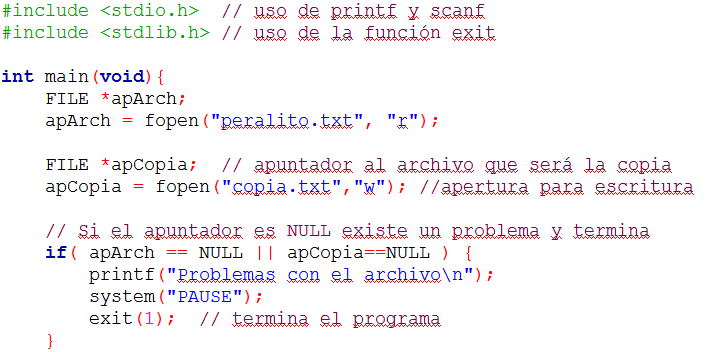 #include <stdio.h>  // uso de printf y scanf
#include <stdlib.h> // uso de la función exit
int main(void){
FILE *apArch;
apArch = fopen("peralito.txt", "r");
FILE *apCopia;  // apuntador al archivo que será la copia
apCopia = fopen("copia.txt","w"); //apertura para escritura
// Si el apuntador es NULL existe un problema y termina
if( apArch == NULL || apCopia==NULL ) {
printf("Problemas con el archivo\n");
system("PAUSE");
exit(1);  // termina el programa
}